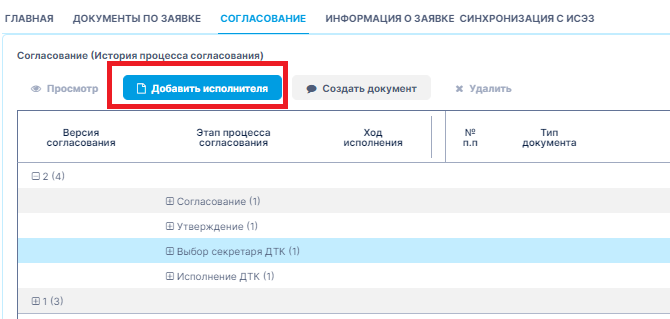 ГЛАВНАЯ ДОКУМЕНТЫ ПО ЗАЯВКЕ СОГЛАСОВАНИЕ ИНФОРМАЦИЯ О ЗАЯВКЕ СИНХРОНИЗАЦИЯ С ИСЭЗ
Согласование (История процесса согласования)
Просмотр Добавить исполнителя Создать документ Удалить
Версия согласования Этап процесса согласования Ход исполнения № п.п Тип документа
2 (4)
Согласование (1)
Утверждение (1)
Выбор секретаря ДТК (1)
Исполнение ДТК (1)
1 (3)